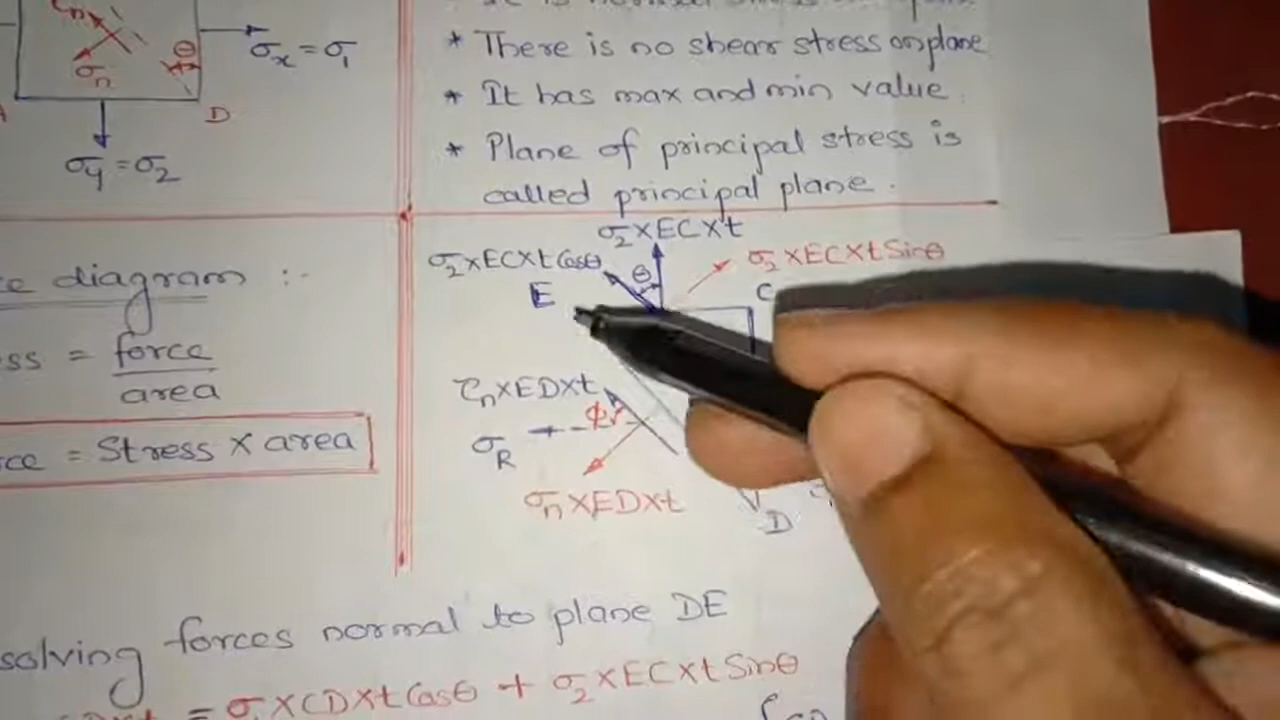 τn
σn
θ
σx = σ1
D
σy = σ2
* There is no shear stress on plane
* It has max and min value.
* Plane of principal stress is
called principal plane.
diagram :-
= force
area
= Stress X area
σ2 X EC X t
σ2 X EC X t Cosθ
θ
σ2 X EC X t Sinθ
E
C
τn X ED X t
φ
σR
σn X ED X t
D
forces normal to plane DE
= σ1 X CD X t Cosθ + σ2 X EC X t Sinθ